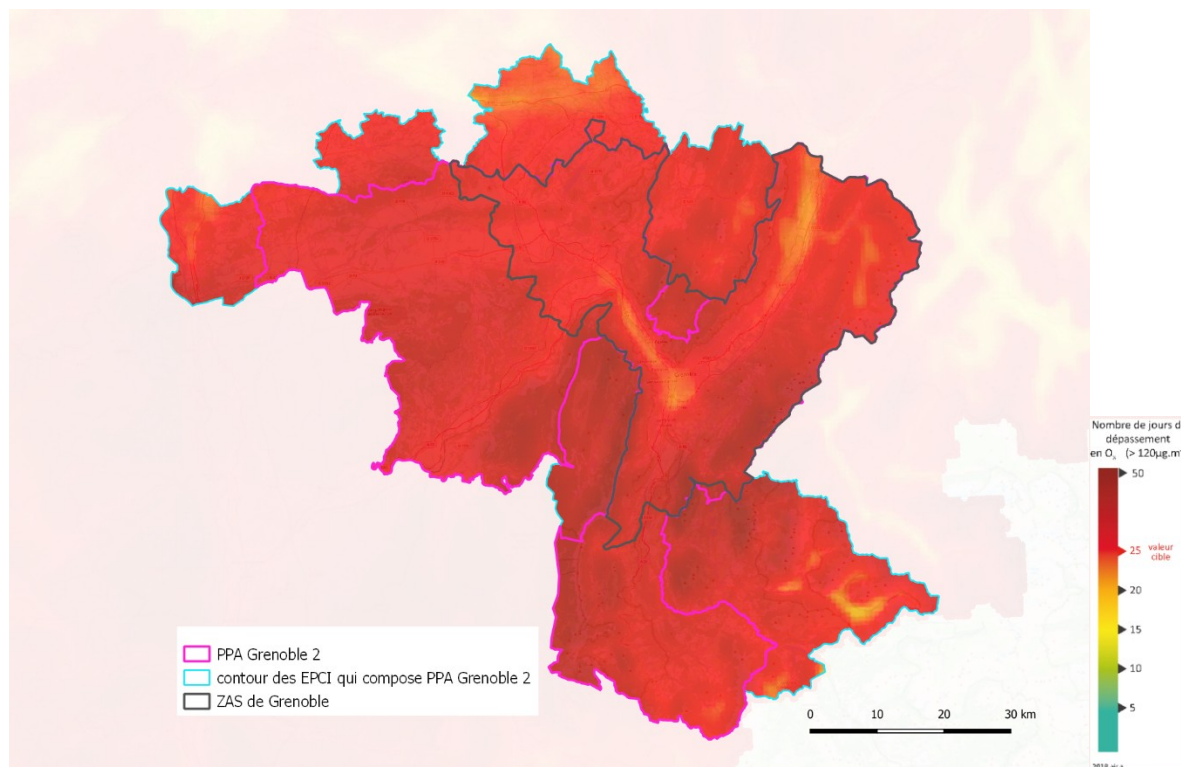 PPA Grenoble 2
contour des EPCI qui compose PPA Grenoble 2
ZAS de Grenoble
0 10 20 30 km
Nombre de jours d
dépassement
en O (> 120µg.m
50
25 valeur
cible
20
15
10
5